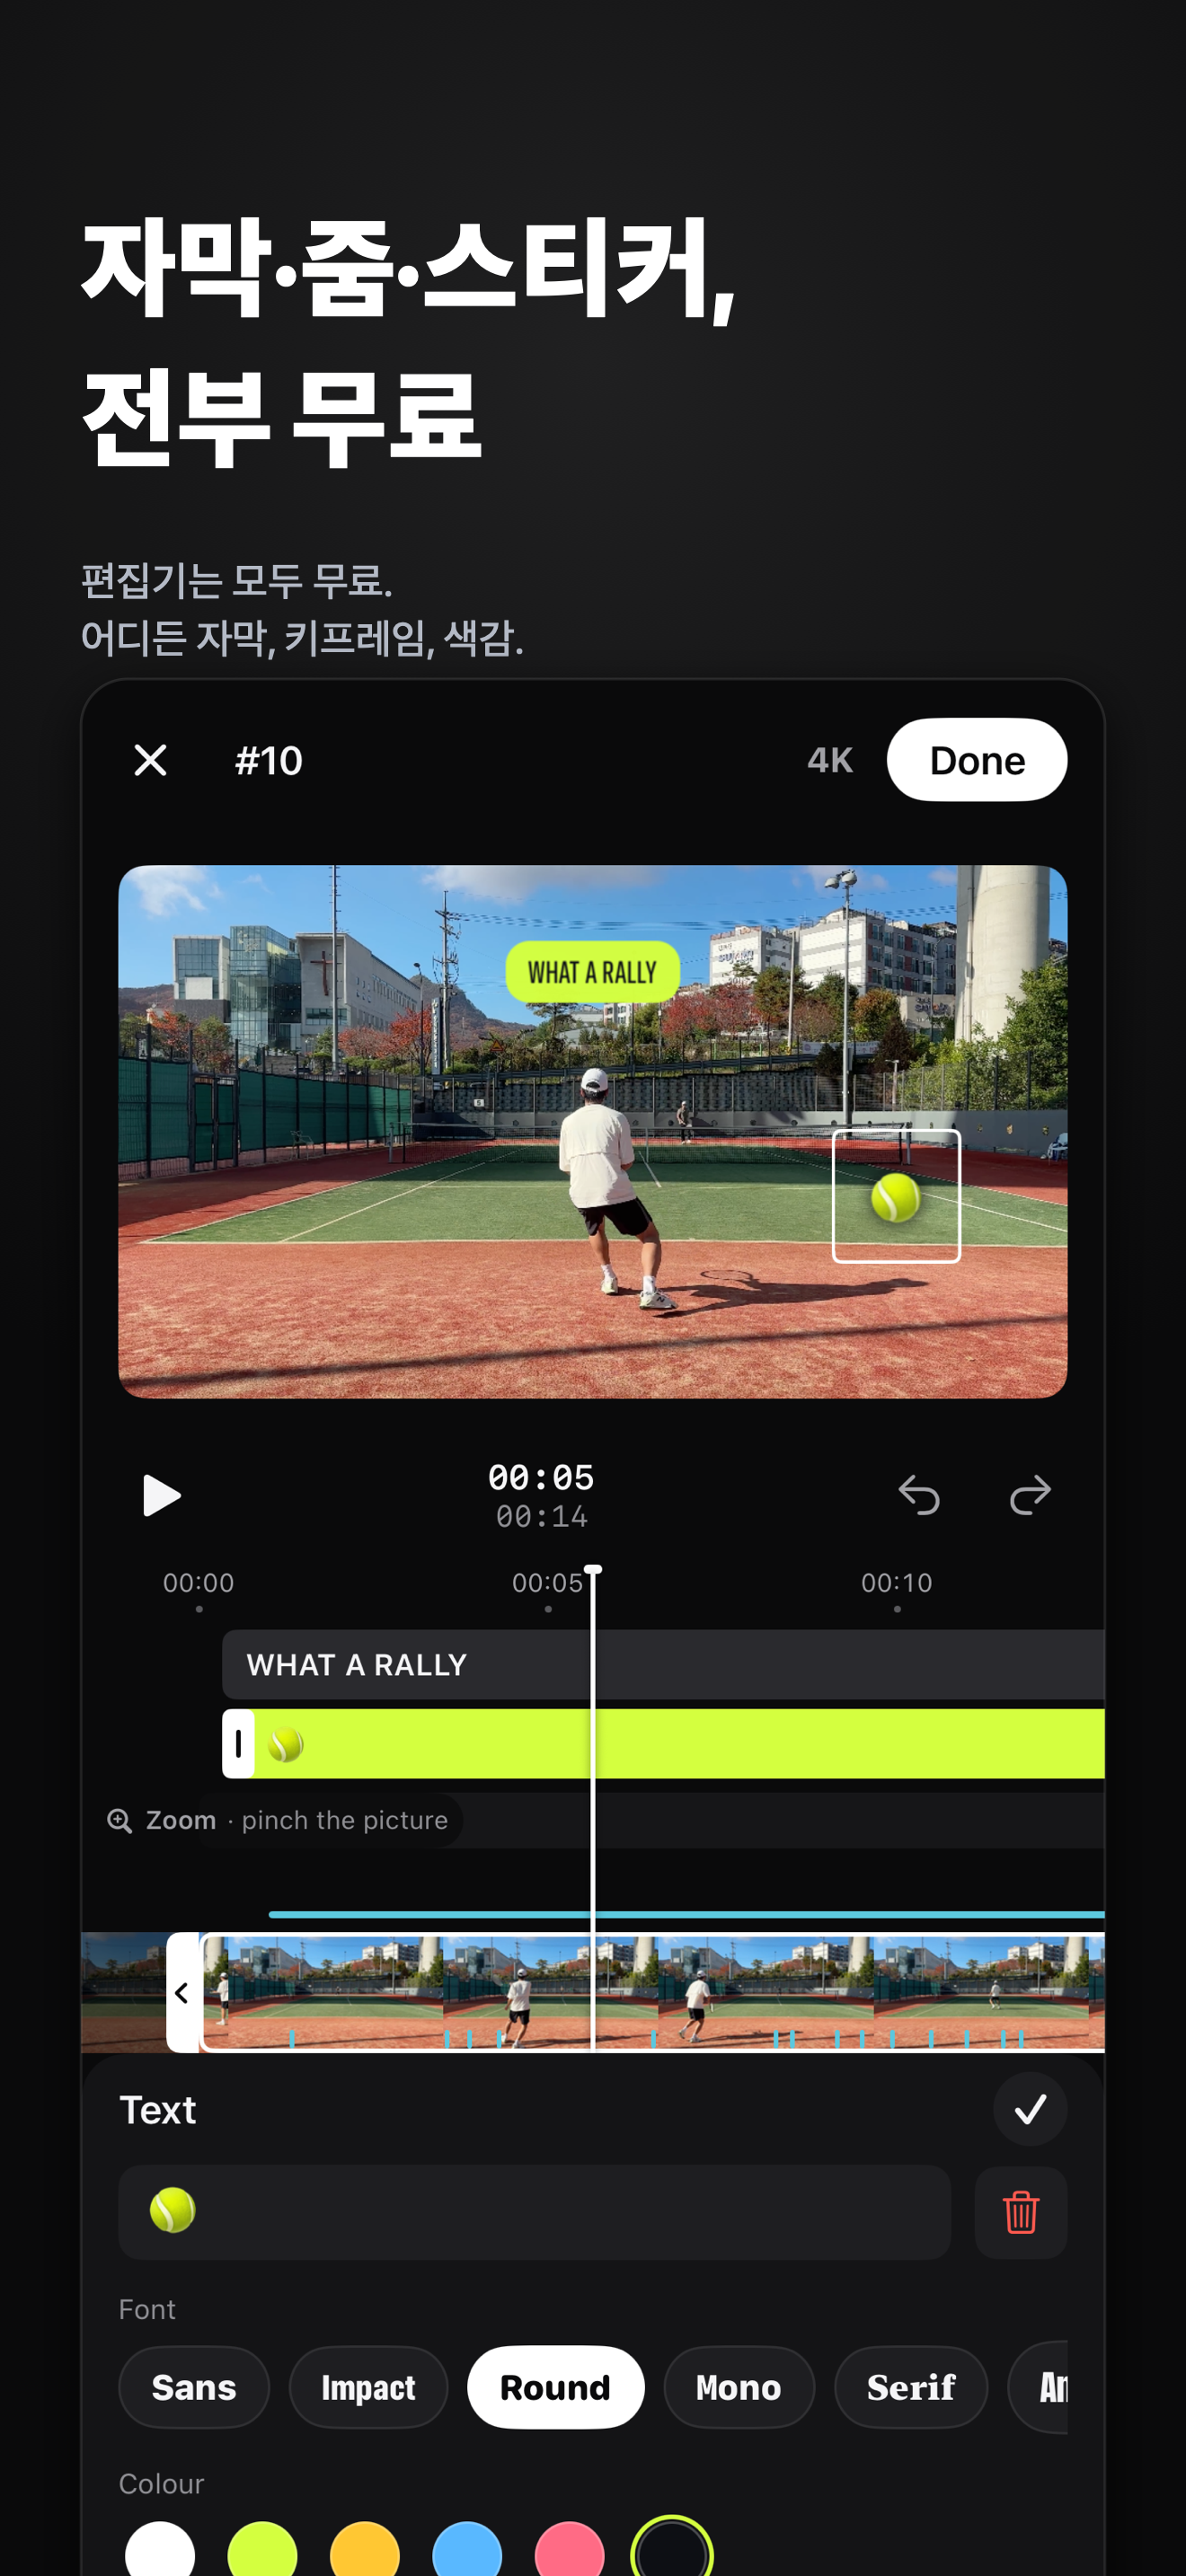 자막·줌·스티커,
전부 무료
편집기는 모두 무료.
어디든 자막, 키프레임, 색감.
#10
4K
Done
WHAT A RALLY
00:05
00:14
00:00
00:05
00:10
WHAT A RALLY
Zoom · pinch the picture
Text
Font
Sans
Impact
Round
Mono
Serif
Colour